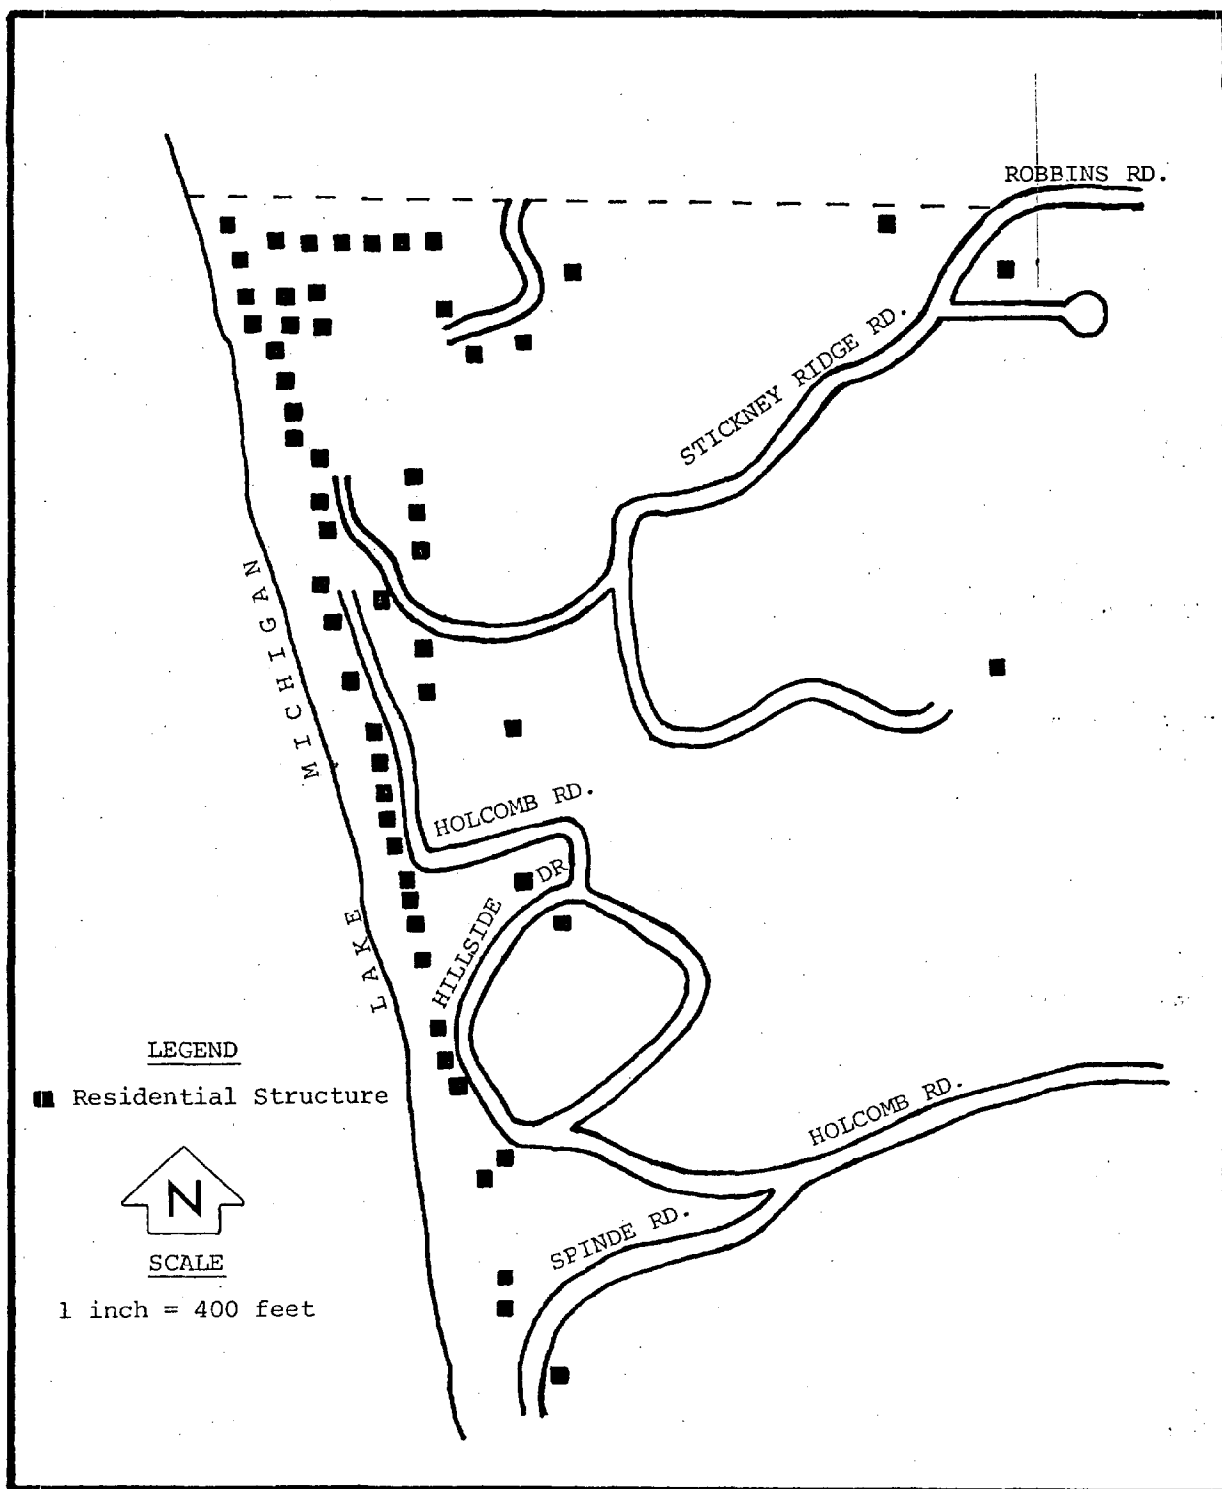 ROBBINS RD.
STICKNEY RIDGE RD.
LAKE MICHIGAN
HOLCOMB RD.
HILLSIDE DR
LEGEND
Residential Structure
HOLCOMB RD.
N
SPINDE RD.
SCALE
1 inch = 400 feet